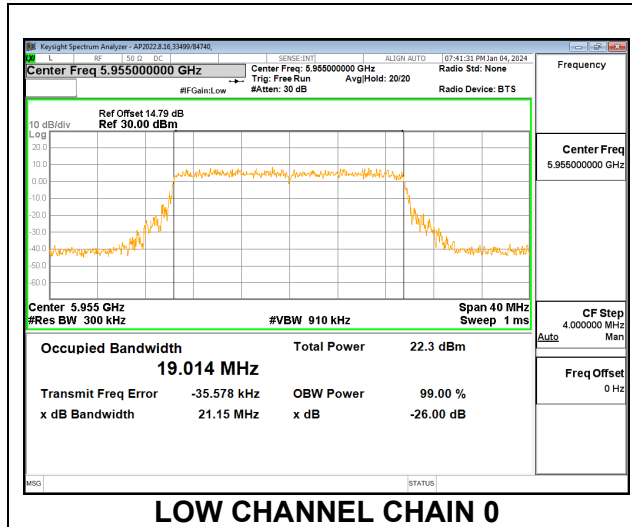 Keysight Spectrum Analyzer - AP2022.8.16,33499/84740,
L RF 50 Ω DC SENSE:INT ALIGN AUTO 07:41:31 PM Jan 04, 2024
Center Freq 5.955000000 GHz
Center Freq: 5.955000000 GHz
Radio Std: None
Trig: Free Run Avg|Hold: 20/20
#IFGain:Low #Atten: 30 dB Radio Device: BTS
Frequency
Ref Offset 14.79 dB
10 dB/div Ref 30.00 dBm
Log
20.0
10.0
0.00
-10.0
-20.0
-30.0
-40.0
-50.0
-60.0
Center 5.955 GHz Span 40 MHz
#Res BW 300 kHz #VBW 910 kHz Sweep 1 ms
Occupied Bandwidth Total Power 22.3 dBm
19.014 MHz
Transmit Freq Error -35.578 kHz OBW Power 99.00 %
x dB Bandwidth 21.15 MHz x dB -26.00 dB
Center Freq
5.955000000 GHz
CF Step
4.000000 MHz
Auto Man
Freq Offset
0 Hz
MSG STATUS
LOW CHANNEL CHAIN 0